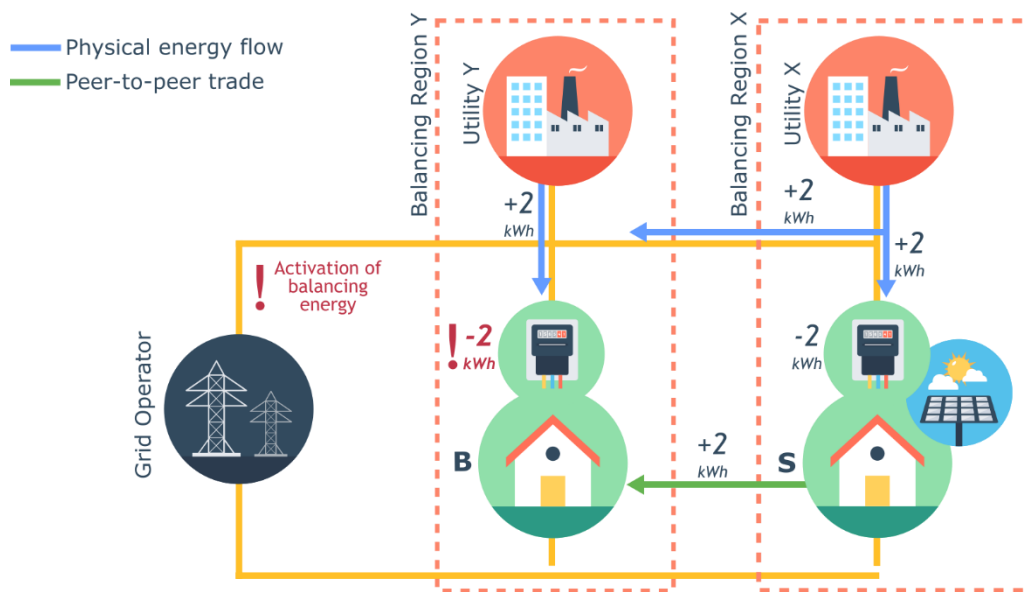 Physical energy flow
Peer-to-peer trade
Balancing Region Y
Utility Y
Balancing Region X
Utility X
+2
kWh
+2
kWh
+2
kWh
! Activation of
balancing
energy
! -2
kWh
-2
kWh
Grid Operator
B
+2
kWh
S